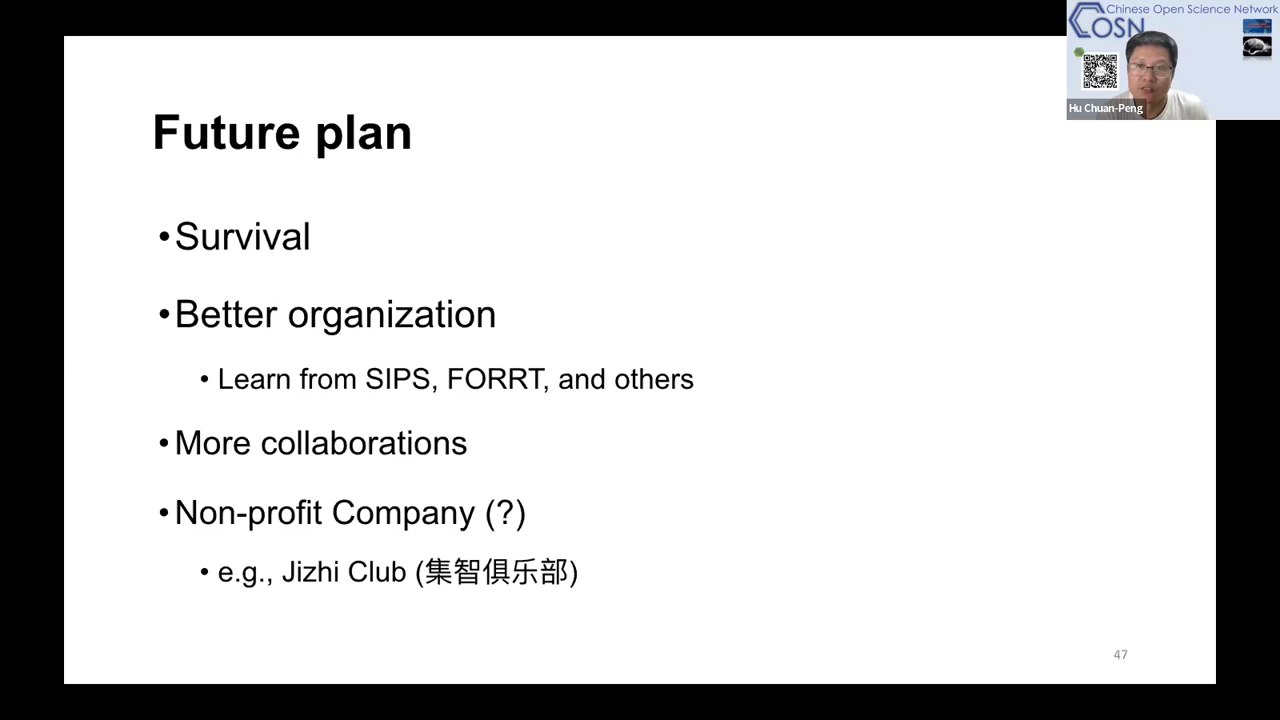 Chinese Open Science Network
COSN
Hu Chuan-Peng
Future plan
•Survival
•Better organization
• Learn from SIPS, FORRT, and others
•More collaborations
•Non-profit Company (?)
• e.g., Jizhi Club (集智俱乐部)
47